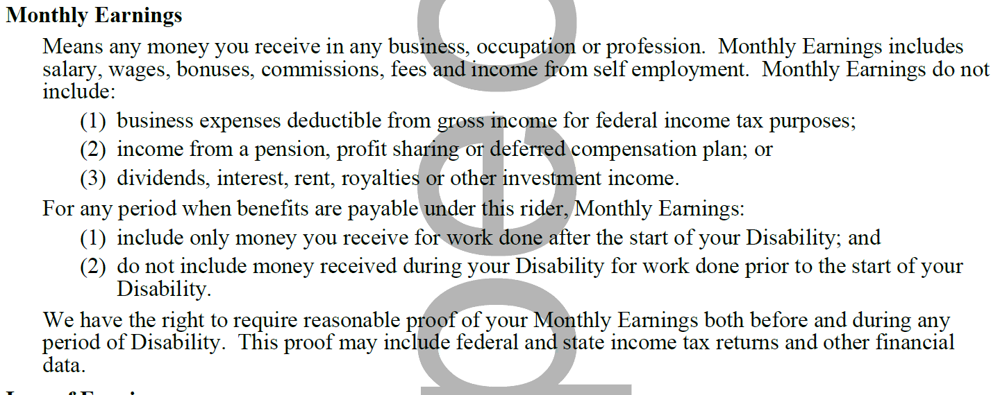 Monthly Earnings
Means any money you receive in any business, occupation or profession.  Monthly Earnings includes
salary, wages, bonuses, commissions, fees and income from self employment.  Monthly Earnings do not
include:
(1) business expenses deductible from gross income for federal income tax purposes;
(2) income from a pension, profit sharing or deferred compensation plan; or
(3) dividends, interest, rent, royalties or other investment income.
For any period when benefits are payable under this rider, Monthly Earnings:
(1) include only money you receive for work done after the start of your Disability; and
(2) do not include money received during your Disability for work done prior to the start of your
Disability.
We have the right to require reasonable proof of your Monthly Earnings both before and during any
period of Disability.  This proof may include federal and state income tax returns and other financial
data.